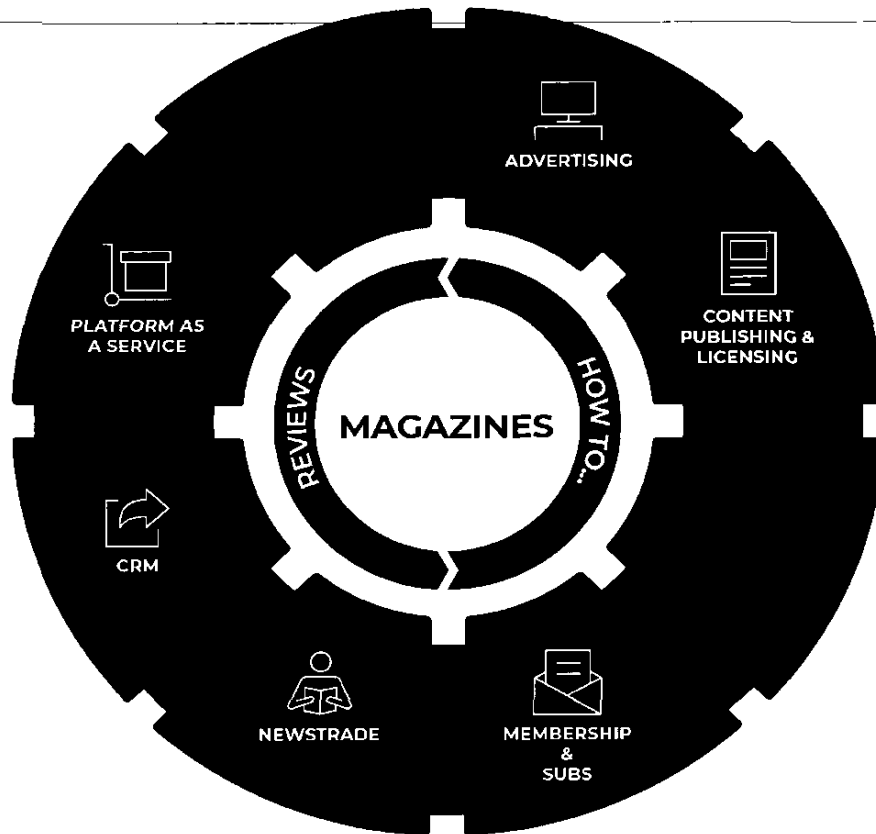 ADVERTISING
CONTENT
PUBLISHING &
LICENSING
PLATFORM AS
A SERVICE
REVIEWS
MAGAZINES
HOW TO...
CRM
NEWSTRADE
MEMBERSHIP
&
SUBS